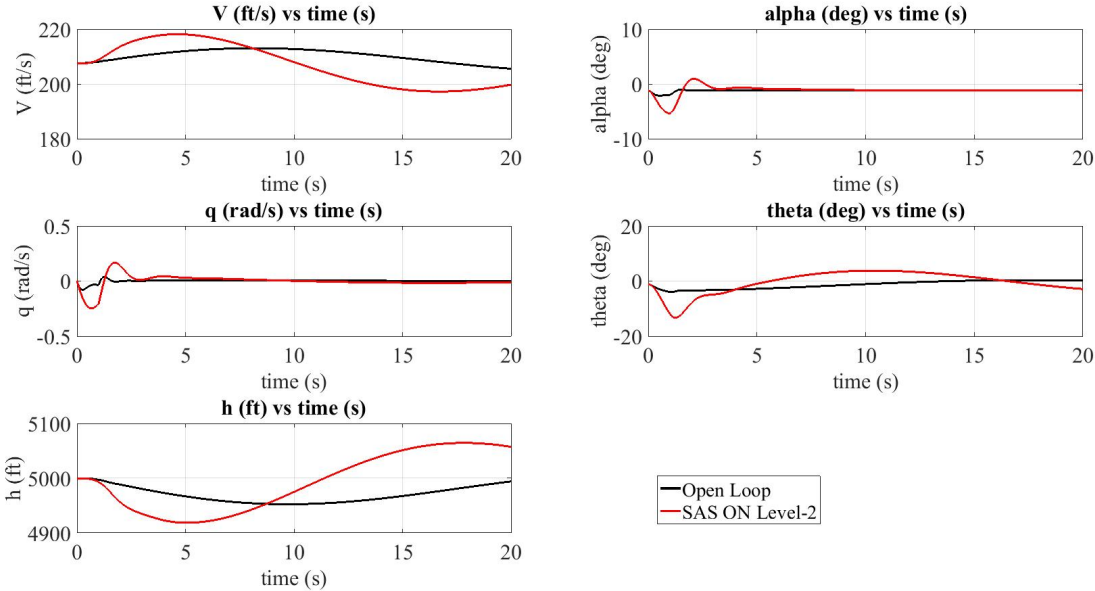 V (ft/s) vs time (s)
220
200
180
V (ft/s)
0 5 10 15 20
time (s)
alpha (deg) vs time (s)
10
0
-10
alpha (deg)
0 5 10 15 20
time (s)
q (rad/s) vs time (s)
0.5
0
-0.5
q (rad/s)
0 5 10 15 20
time (s)
theta (deg) vs time (s)
20
0
-20
theta (deg)
0 5 10 15 20
time (s)
h (ft) vs time (s)
5100
5000
4900
h (ft)
0 5 10 15 20
time (s)
Open Loop
SAS ON Level-2